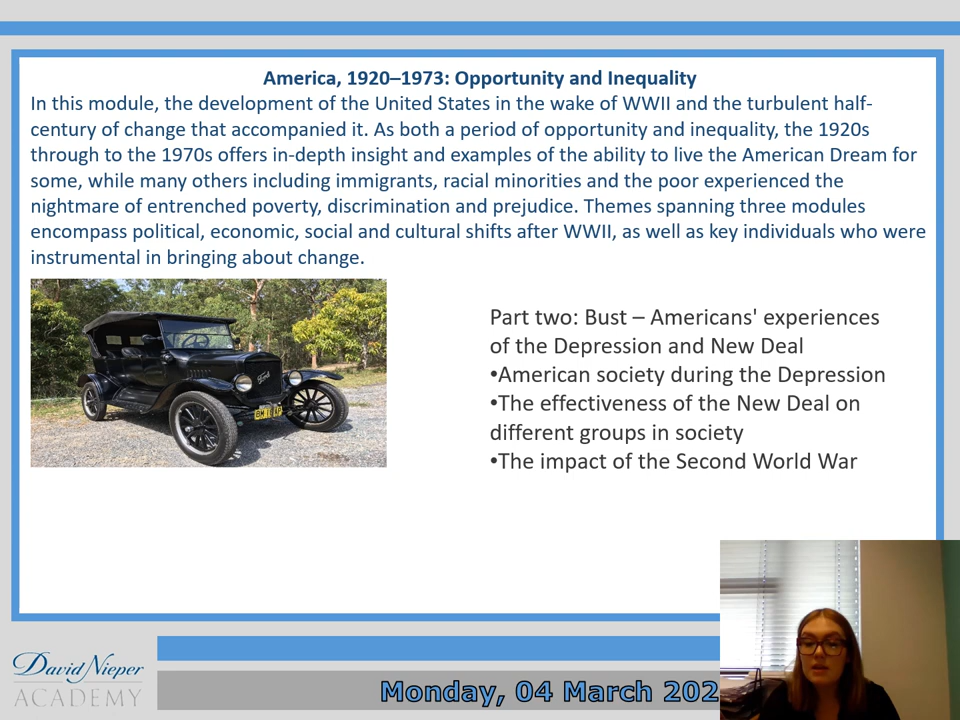 America, 1920–1973: Opportunity and Inequality
In this module, the development of the United States in the wake of WWII and the turbulent half-
century of change that accompanied it. As both a period of opportunity and inequality, the 1920s
through to the 1970s offers in-depth insight and examples of the ability to live the American Dream for
some, while many others including immigrants, racial minorities and the poor experienced the
nightmare of entrenched poverty, discrimination and prejudice. Themes spanning three modules
encompass political, economic, social and cultural shifts after WWII, as well as key individuals who were
instrumental in bringing about change.
Ford
Part two: Bust – Americans' experiences
of the Depression and New Deal
•American society during the Depression
•The effectiveness of the New Deal on
different groups in society
•The impact of the Second World War
David Nieper
ACADEMY
Monday, 04 March 202